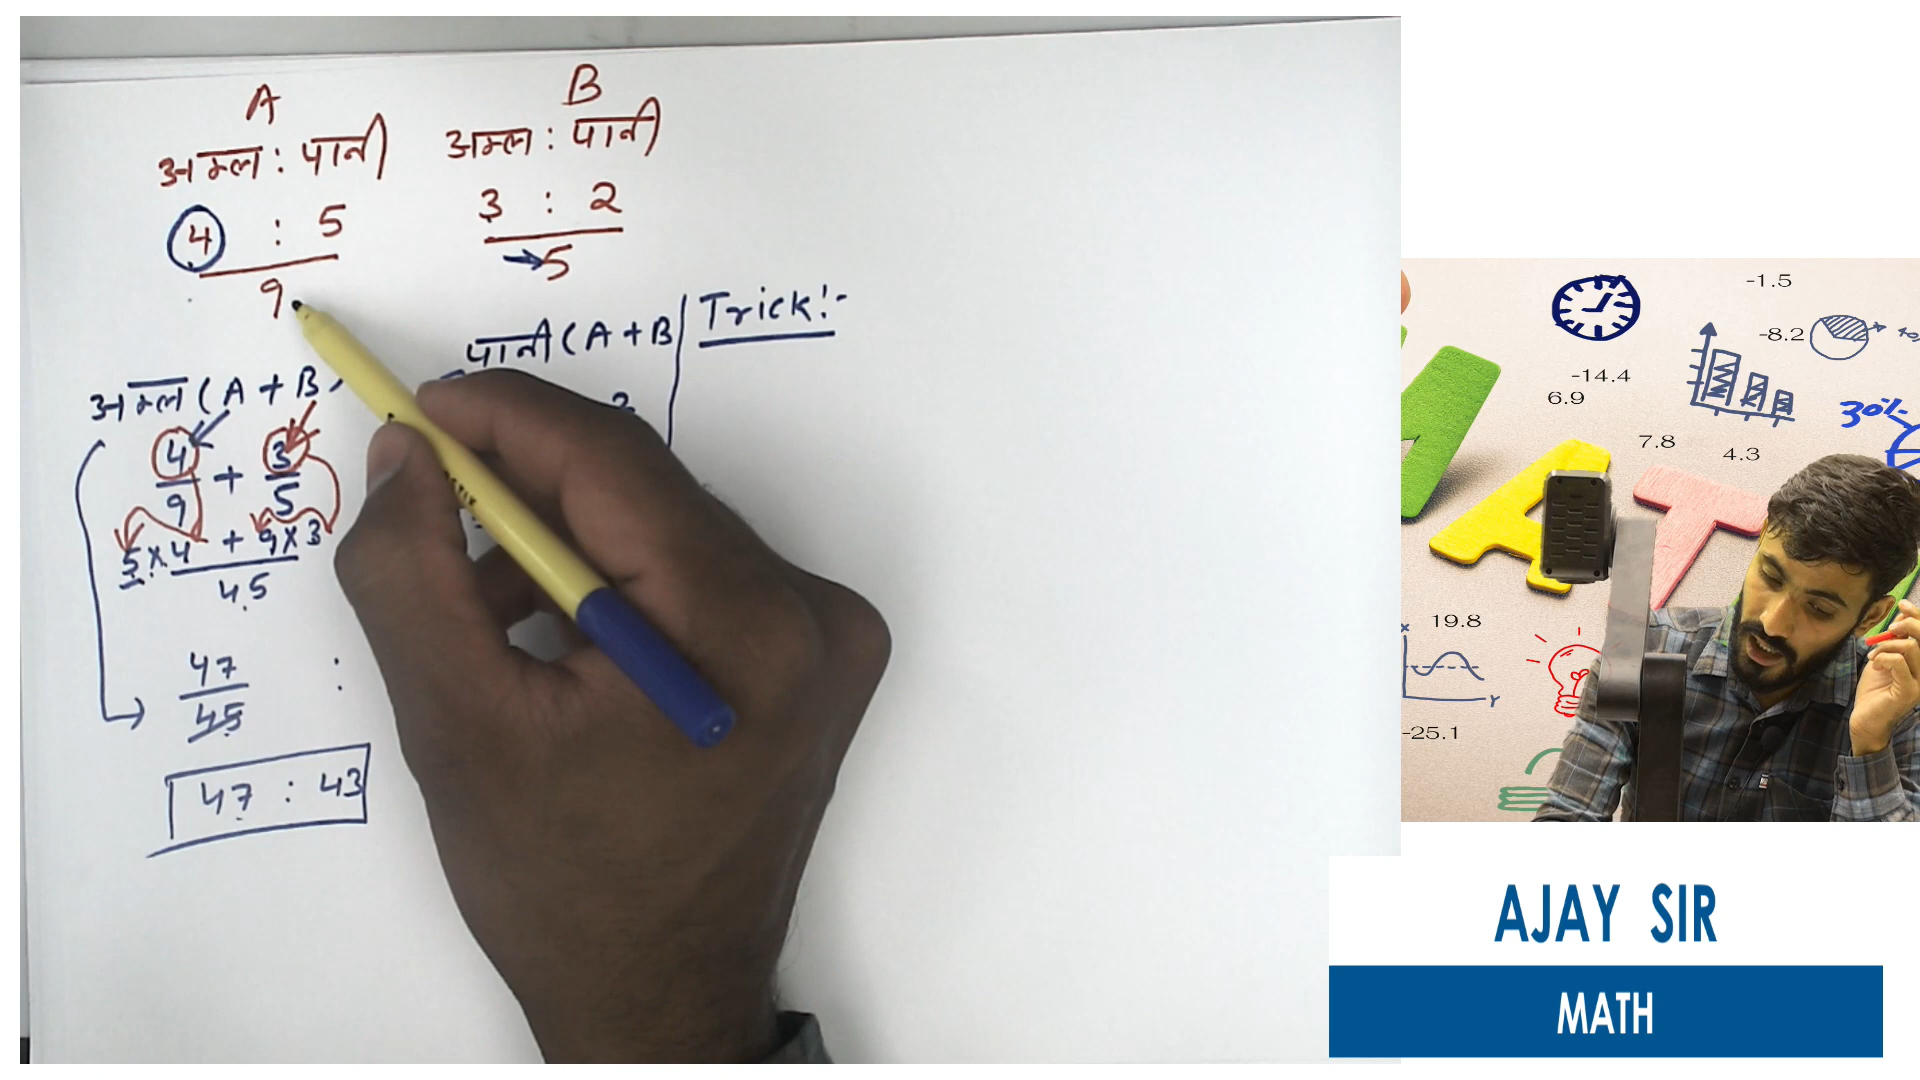 A
अम्ल : पानी
4 : 5
9
B
अम्ल : पानी
3 : 2
5
अम्ल (A + B
4/9 + 3/5
5 × 4 + 9 × 3
45
47
45
:
47 : 43
पानी (A + B
2
Trick :-
-1.5
-8.2
-14.4
6.9
7.8
4.3
30%
A
T
19.8
x
Y
-25.1
AJAY SIR
MATH